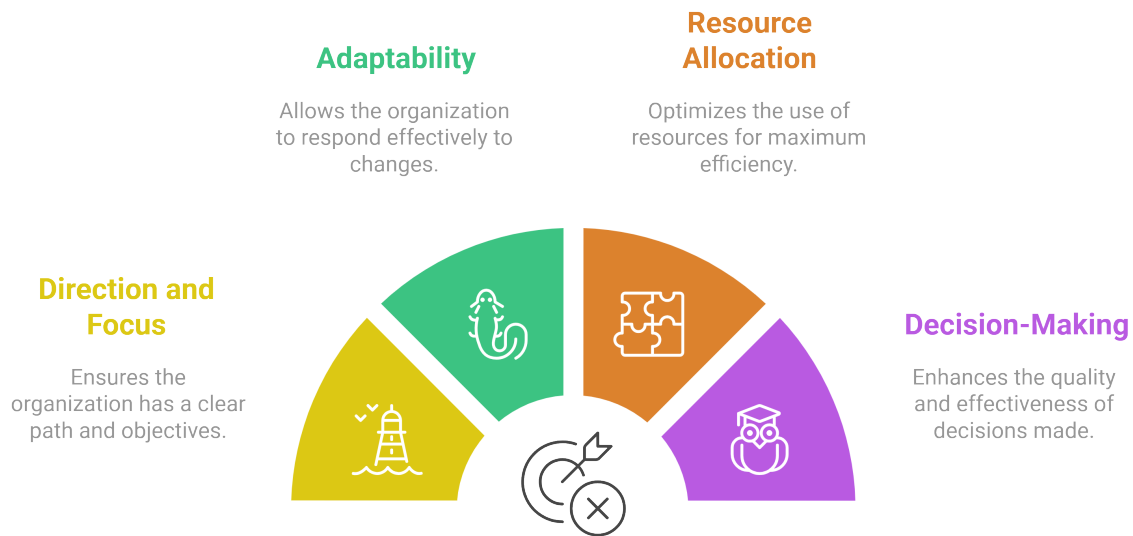 Direction and
Focus
Ensures the
organization has a clear
path and objectives.
Adaptability
Allows the organization
to respond effectively to
changes.
Resource
Allocation
Optimizes the use of
resources for maximum
efficiency.
Decision-Making
Enhances the quality
and effectiveness of
decisions made.